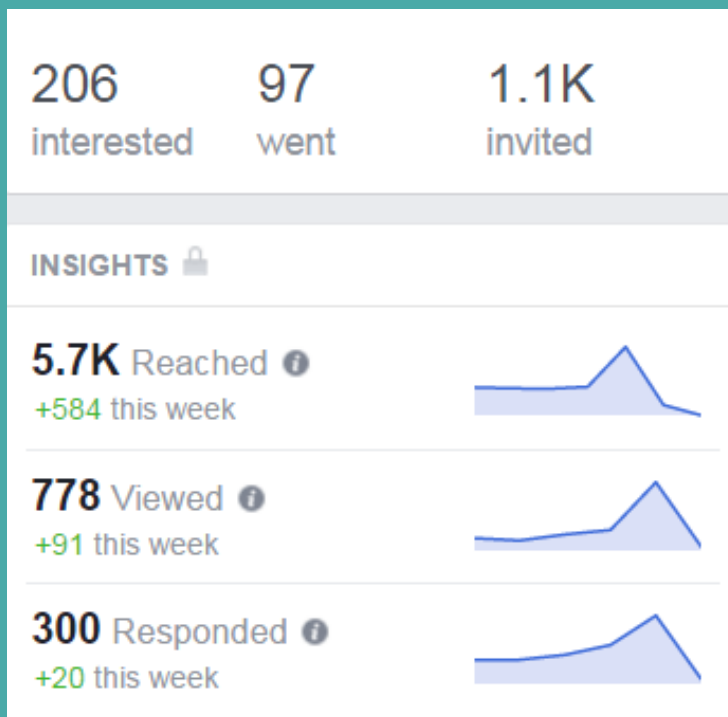 206 97 1.1K
interested went invited
INSIGHTS
5.7K Reached
+584 this week
778 Viewed
+91 this week
300 Responded
+20 this week